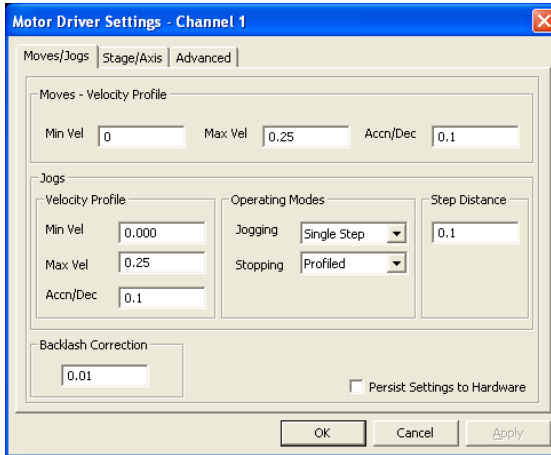 Motor Driver Settings - Channel 1
Moves/Jogs Stage/Axis Advanced
Moves - Velocity Profile
Min Vel 0 Max Vel 0.25 Accn/Dec 0.1
Jogs
Velocity Profile Operating Modes Step Distance
Min Vel 0.000 Jogging Single Step 0.1
Max Vel 0.25 Stopping Profiled
Accn/Dec 0.1
Backlash Correction
0.01
Persist Settings to Hardware
OK Cancel Apply